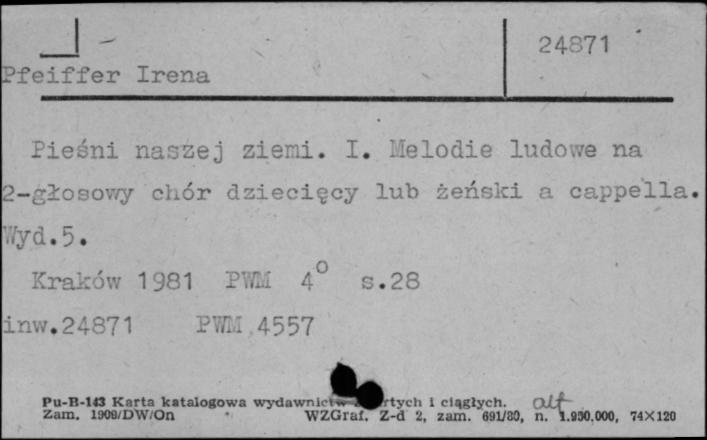 24871
Pfeiffer Irena
Pieśni naszej ziemi. I. Melodie ludowe na
2-głosowy chór dziecięcy lub żeński a cappella.
Wyd.5.
Kraków 1981 PWM 4° s.28
inw.24871 PWM 4557
Pu-B-143 Karta katalogowa wydawnictw i ciągłych. alt
Zam. 1909/DW/On WZGraf. Z-d 2, zam. 691/80, n. 1.930.000, 74X120